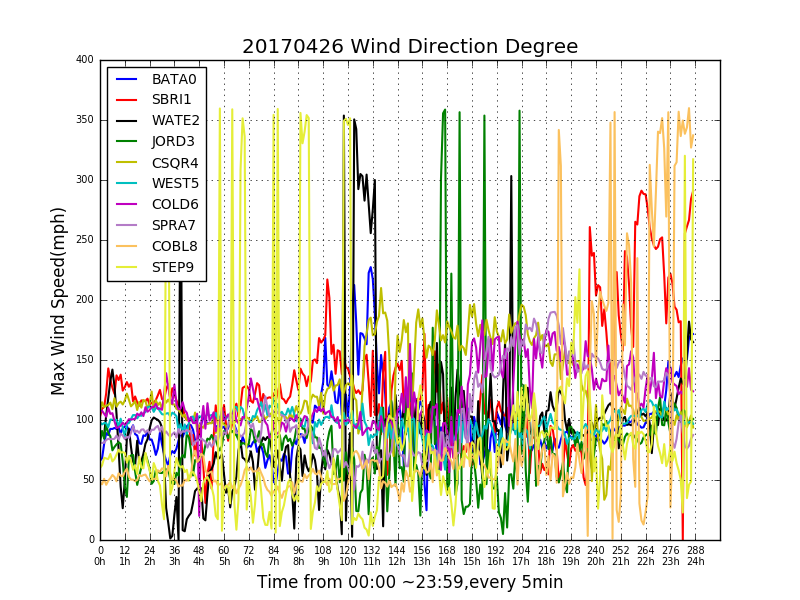 20170426 Wind Direction Degree
Max Wind Speed(mph)
400
350
300
250
200
150
100
50
0
BATA0
SBRI1
WATE2
JORD3
CSQR4
WEST5
COLD6
SPRA7
COBL8
STEP9
0 12 24 36 48 60 72 84 96 108 120 132 144 156 168 180 192 204 216 228 240 252 264 276 288
0h 1h 2h 3h 4h 5h 6h 7h 8h 9h 10h 11h 12h 13h 14h 15h 16h 17h 18h 19h 20h 21h 22h 23h 24h
Time from 00:00 ~23:59,every 5min